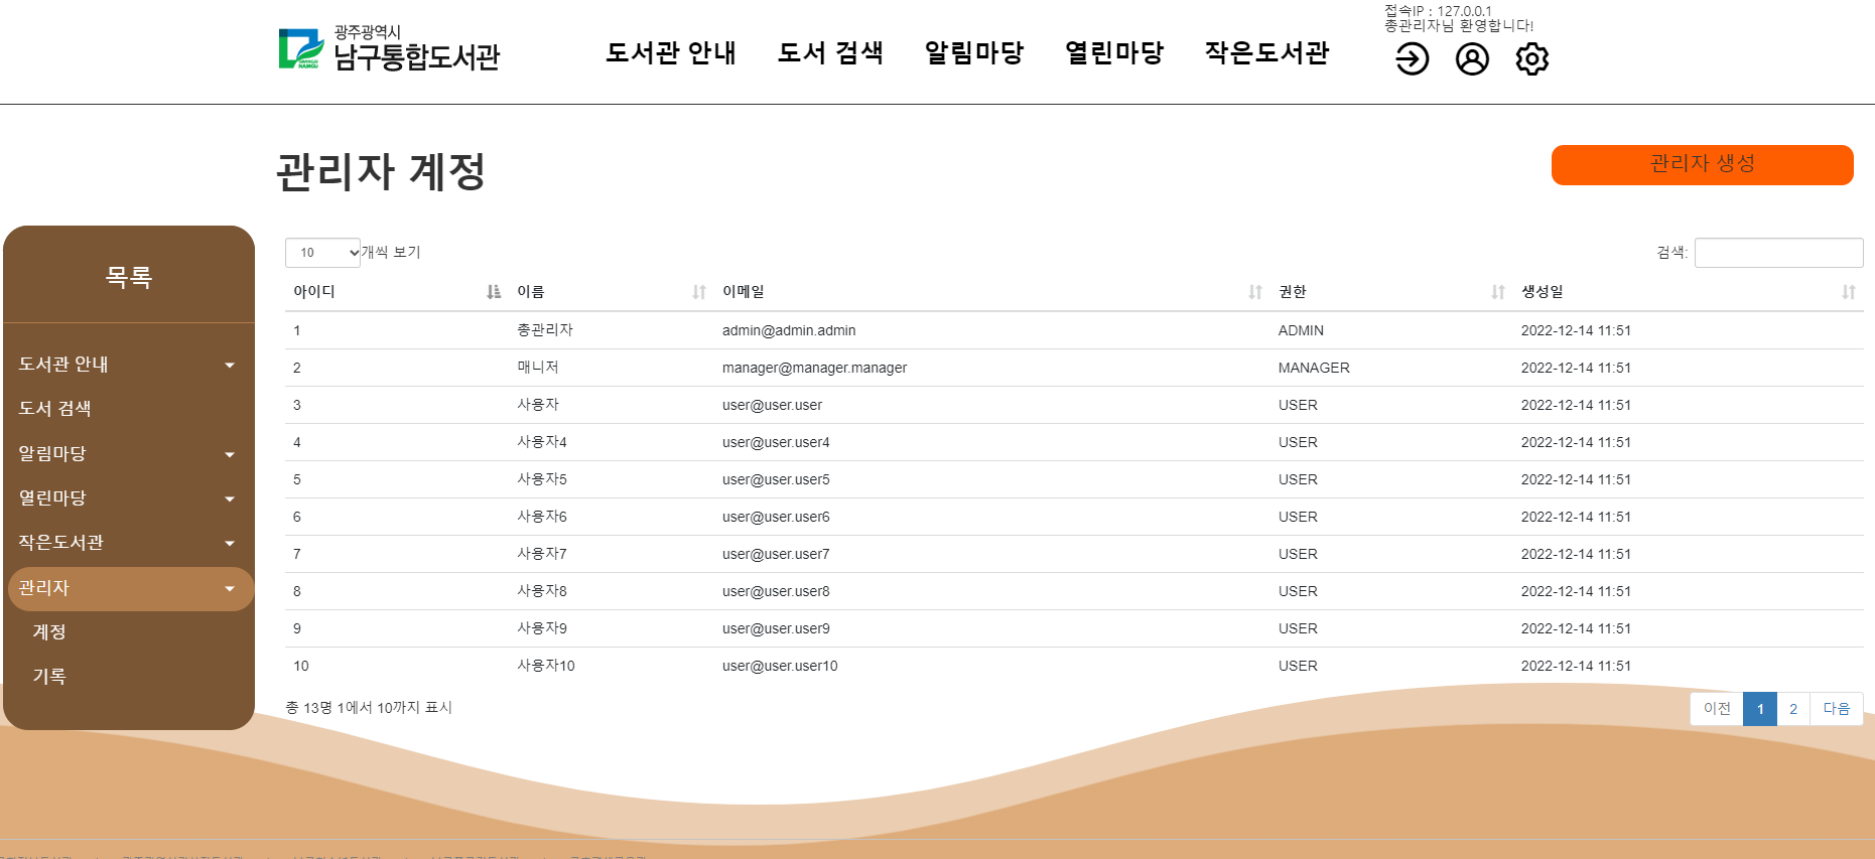 접속IP : 127.0.0.1
총관리자님 환영합니다!
광주광역시
남구통합도서관
도서관 안내 도서 검색 알림마당 열린마당 작은도서관
관리자 계정
관리자 생성
목록
도서관 안내
도서 검색
알림마당
열린마당
작은도서관
관리자
계정
기록
10 개씩 보기
검색:
아이디 이름 이메일 권한 생성일
1 총관리자 admin@admin.admin ADMIN 2022-12-14 11:51
2 매니저 manager@manager.manager MANAGER 2022-12-14 11:51
3 사용자 user@user.user USER 2022-12-14 11:51
4 사용자4 user@user.user4 USER 2022-12-14 11:51
5 사용자5 user@user.user5 USER 2022-12-14 11:51
6 사용자6 user@user.user6 USER 2022-12-14 11:51
7 사용자7 user@user.user7 USER 2022-12-14 11:51
8 사용자8 user@user.user8 USER 2022-12-14 11:51
9 사용자9 user@user.user9 USER 2022-12-14 11:51
10 사용자10 user@user.user10 USER 2022-12-14 11:51
총 13명 1에서 10까지 표시
이전 1 2 다음